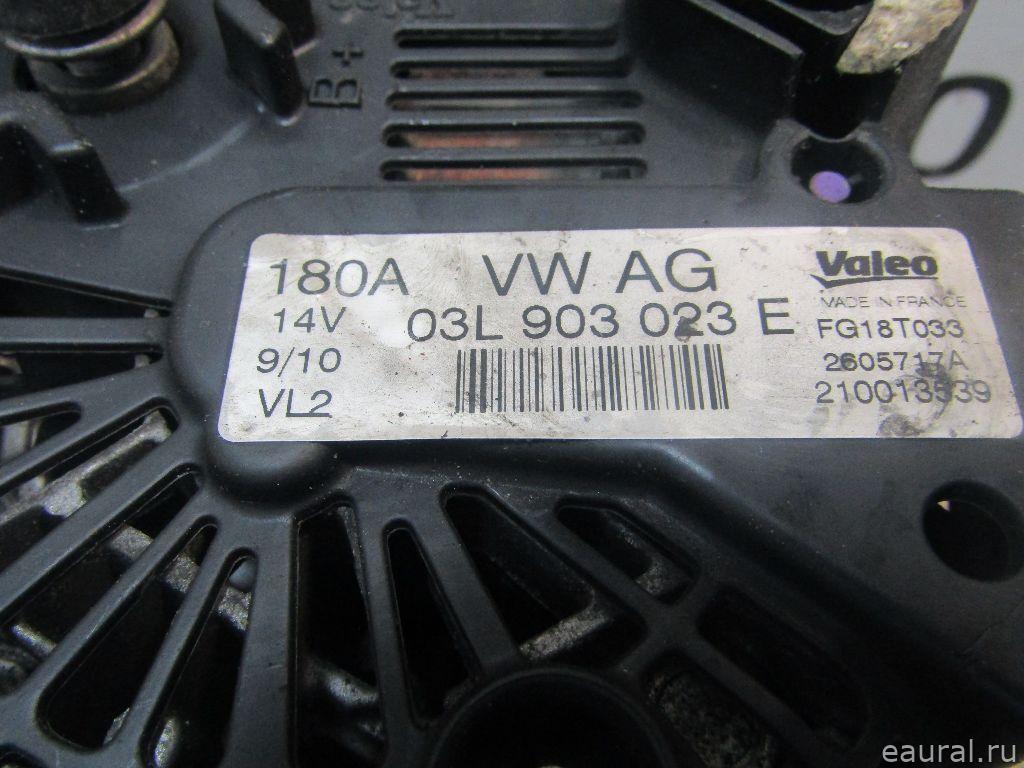 B+
180A VW AG Valeo
MADE IN FRANCE
14V 03L 903 023 E FG18T033
9/10 2605717A
VL2 210013539
eaural.ru